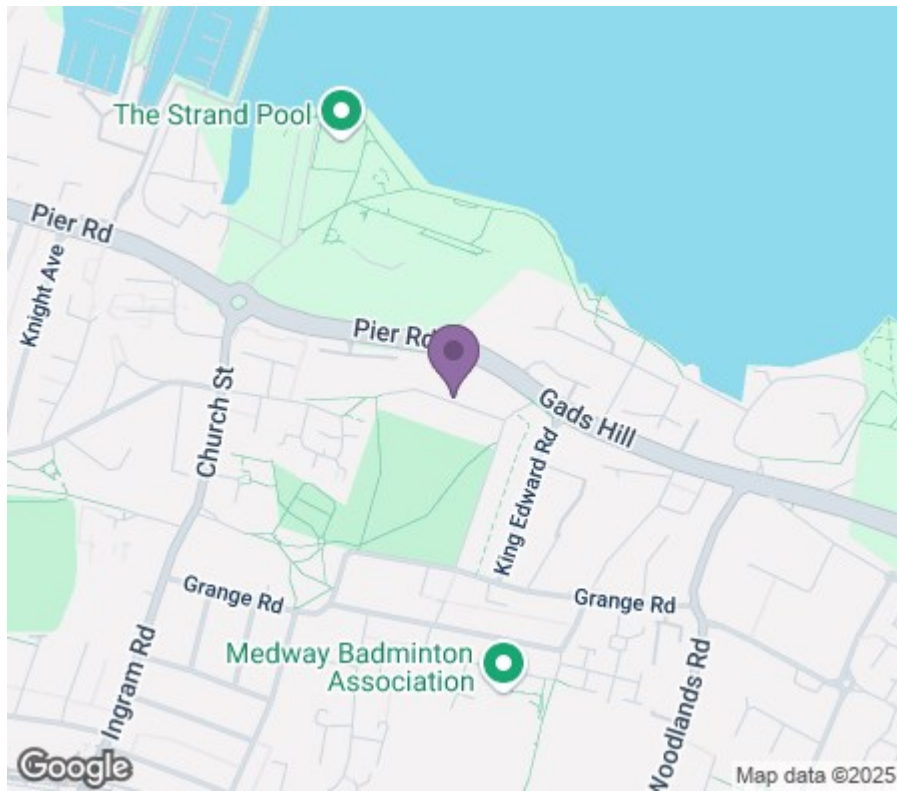 The Strand Pool
Pier Rd
Knight Ave
Pier Rd
Church St
Gads Hill
King Edward Rd
Grange Rd
Grange Rd
Medway Badminton
Association
Ingram Rd
Woodlands Rd
Google
Map data ©2025